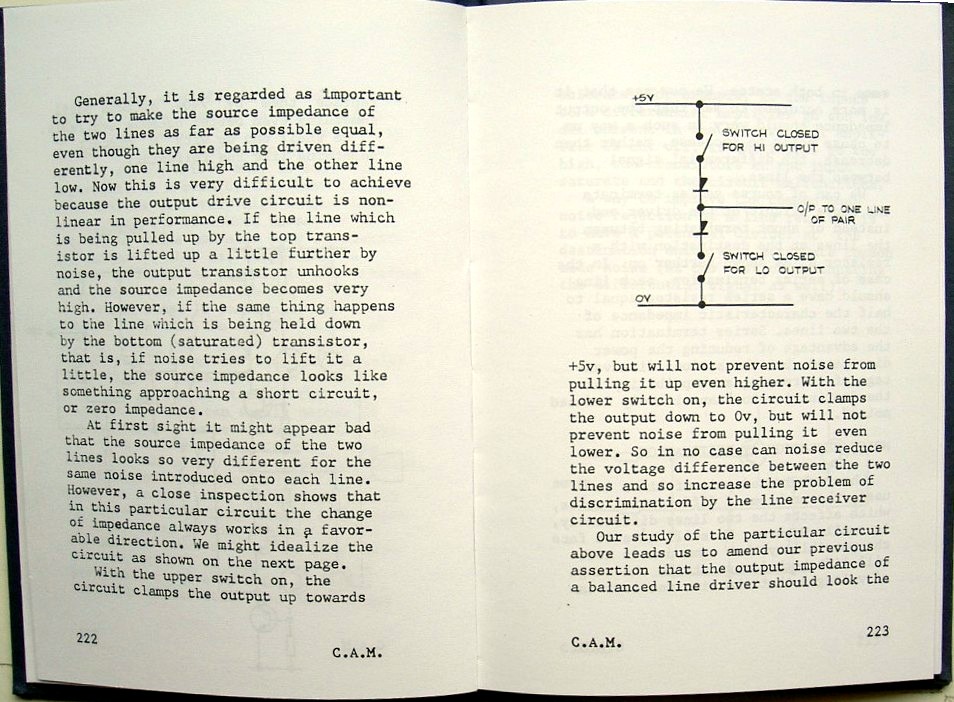 Generally, it is regarded as important
to try to make the source impedance of
the two lines as far as possible equal,
even though they are being driven diff-
erently, one line high and the other line
low. Now this is very difficult to achieve
because the output drive circuit is non-
linear in performance. If the line which
is being pulled up by the top trans-
istor is lifted up a little further by
noise, the output transistor unhooks
and the source impedance becomes very
high. However, if the same thing happens
to the line which is being held down
by the bottom (saturated) transistor,
that is, if noise tries to lift it a
little, the source impedance looks like
something approaching a short circuit,
or zero impedance.
At first sight it might appear bad
that the source impedance of the two
lines looks so very different for the
same noise introduced onto each line.
However, a close inspection shows that
in this particular circuit the change
of impedance always works in a favor-
able direction. We might idealize the
circuit as shown on the next page.
With the upper switch on, the
circuit clamps the output up towards
222
C.A.M.
+5V
SWITCH CLOSED
FOR HI OUTPUT
O/P TO ONE LINE
OF PAIR
SWITCH CLOSED
FOR LO OUTPUT
0V
+5v, but will not prevent noise from
pulling it up even higher. With the
lower switch on, the circuit clamps
the output down to 0v, but will not
prevent noise from pulling it even
lower. So in no case can noise reduce
the voltage difference between the two
lines and so increase the problem of
discrimination by the line receiver
circuit.
Our study of the particular circuit
above leads us to amend our previous
assertion that the output impedance of
a balanced line driver should look the
C.A.M.
223